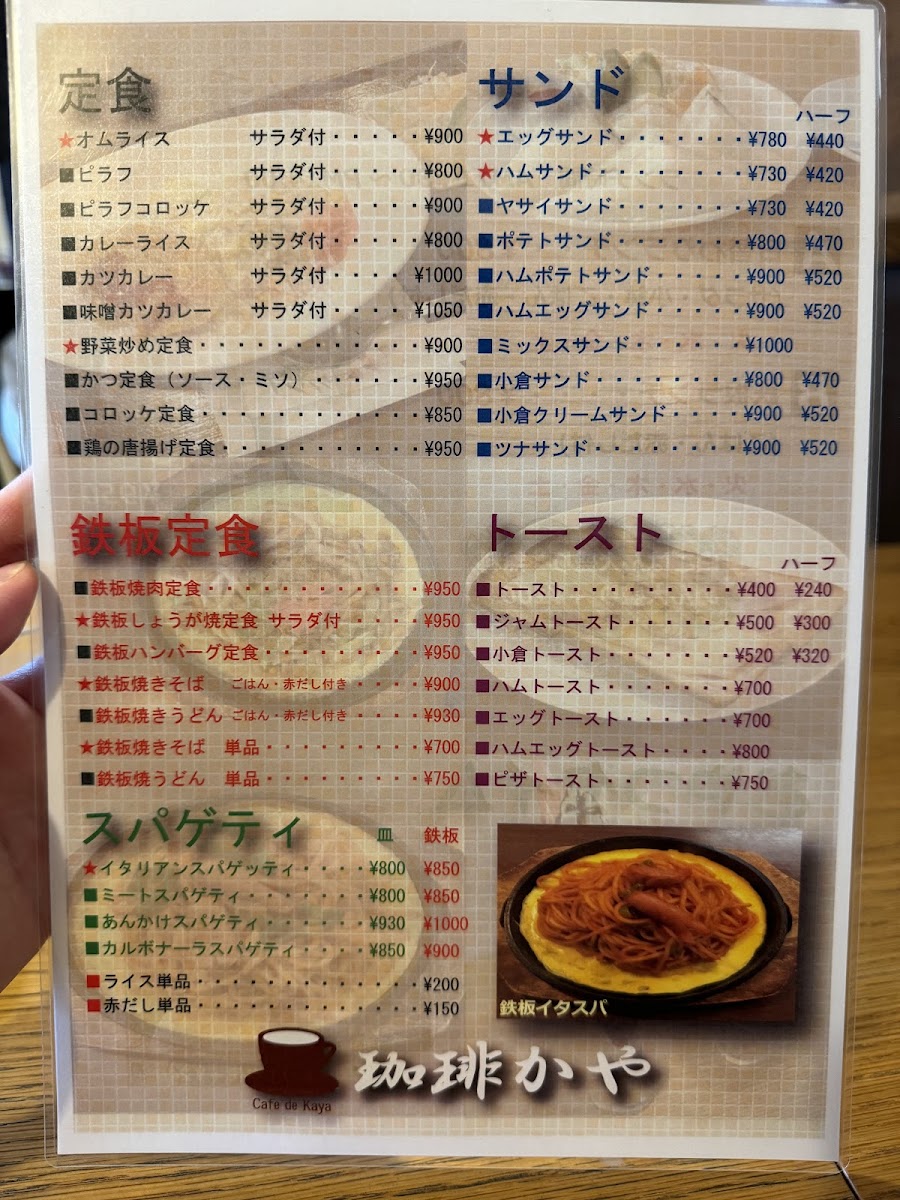 定食
★オムライス サラダ付・・・・・¥900
■ピラフ サラダ付・・・・・¥800
■ピラフコロッケ サラダ付・・・・・¥900
■カレーライス サラダ付・・・・・¥800
■カツカレー サラダ付・・・・¥1000
■味噌カツカレー サラダ付・・・・¥1050
★野菜炒め定食・・・・・・・・・・・・¥900
■かつ定食（ソース・ミソ）・・・・・・¥950
■コロッケ定食・・・・・・・・・・・・¥850
■鶏の唐揚げ定食・・・・・・・・・・・¥950
鉄板定食
■鉄板焼肉定食・・・・・・・・・・・・¥950
★鉄板しょうが焼定食 サラダ付・・・・¥950
■鉄板ハンバーグ定食・・・・・・・・・¥950
★鉄板焼きそば ごはん・赤だし付き・・・・・¥900
■鉄板焼きうどん ごはん・赤だし付き・・・・¥930
★鉄板焼きそば 単品・・・・・・・・・¥700
■鉄板焼うどん 単品・・・・・・・・・¥750
スパゲティ 皿 鉄板
★イタリアンスパゲッティ・・・・¥800 ¥850
■ミートスパゲティ・・・・・・・¥800 ¥850
■あんかけスパゲティ・・・・・・¥930 ¥1000
■カルボナーラスパゲティ・・・・¥850 ¥900
■ライス単品・・・・・・・・・・・・・¥200
■赤だし単品・・・・・・・・・・・・・¥150
サンド
ハーフ
★エッグサンド・・・・・・・¥780 ¥440
★ハムサンド・・・・・・・・¥730 ¥420
■ヤサイサンド・・・・・・・¥730 ¥420
■ポテトサンド・・・・・・・¥800 ¥470
■ハムポテトサンド・・・・・¥900 ¥520
■ハムエッグサンド・・・・・¥900 ¥520
■ミックスサンド・・・・・・¥1000
■小倉サンド・・・・・・・・¥800 ¥470
■小倉クリームサンド・・・・¥900 ¥520
■ツナサンド・・・・・・・・¥900 ¥520
トースト
ハーフ
■トースト・・・・・・・・・¥400 ¥240
■ジャムトースト・・・・・・¥500 ¥300
■小倉トースト・・・・・・・¥520 ¥320
■ハムトースト・・・・・・・¥700
■エッグトースト・・・・・・¥700
■ハムエッグトースト・・・・¥800
■ピザトースト・・・・・・・¥750
鉄板イタスパ
珈琲かや
Cafe de Kaya